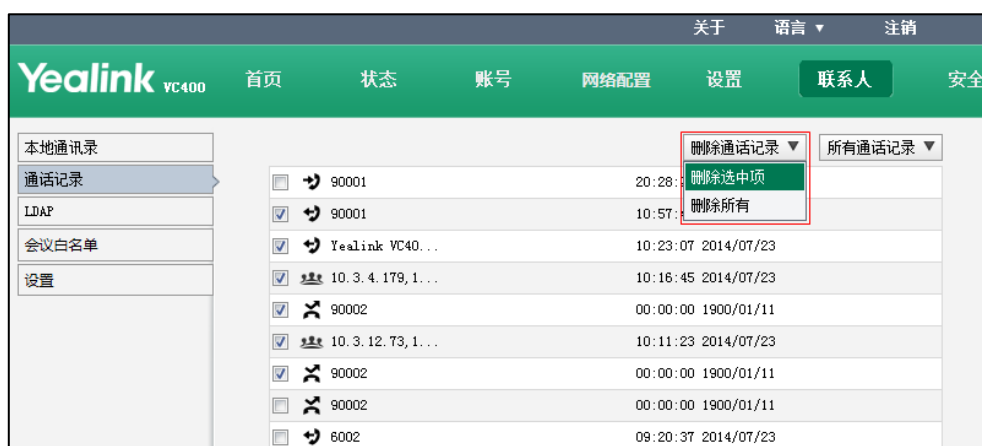 关于 语言 ▼ 注销
Yealink VC400 首页 状态 账号 网络配置 设置 联系人 安全
本地通讯录
通话记录
LDAP
会议白名单
设置
删除通话记录 ▼ 所有通话记录 ▼
删除选中项
删除所有
90001 20:28:
90001 10:57:
Yealink VC40... 10:23:07 2014/07/23
10.3.4.179,1... 10:16:45 2014/07/23
90002 00:00:00 1900/01/11
10.3.12.73,1... 10:11:23 2014/07/23
90002 00:00:00 1900/01/11
90002 00:00:00 1900/01/11
6002 09:20:37 2014/07/23